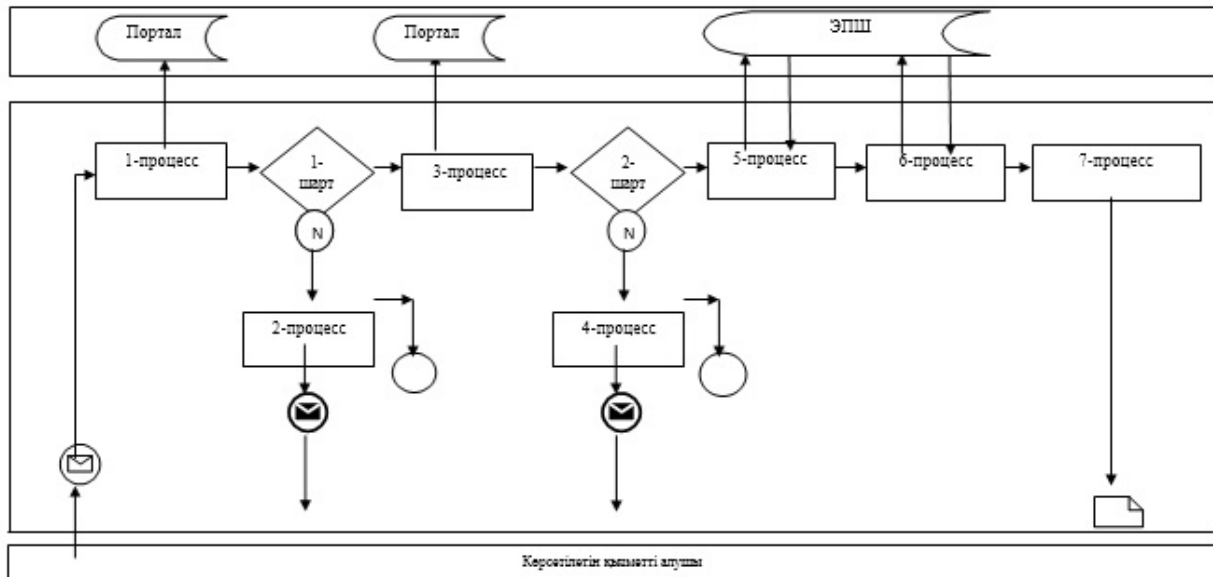 Портал
Портал
ЭПШ
1-процесс
1-
шарт
3-процесс
2-
шарт
5-процесс
6-процесс
7-процесс
N
N
2-процесс
4-процесс
Көрсетілетін қызметті алушы